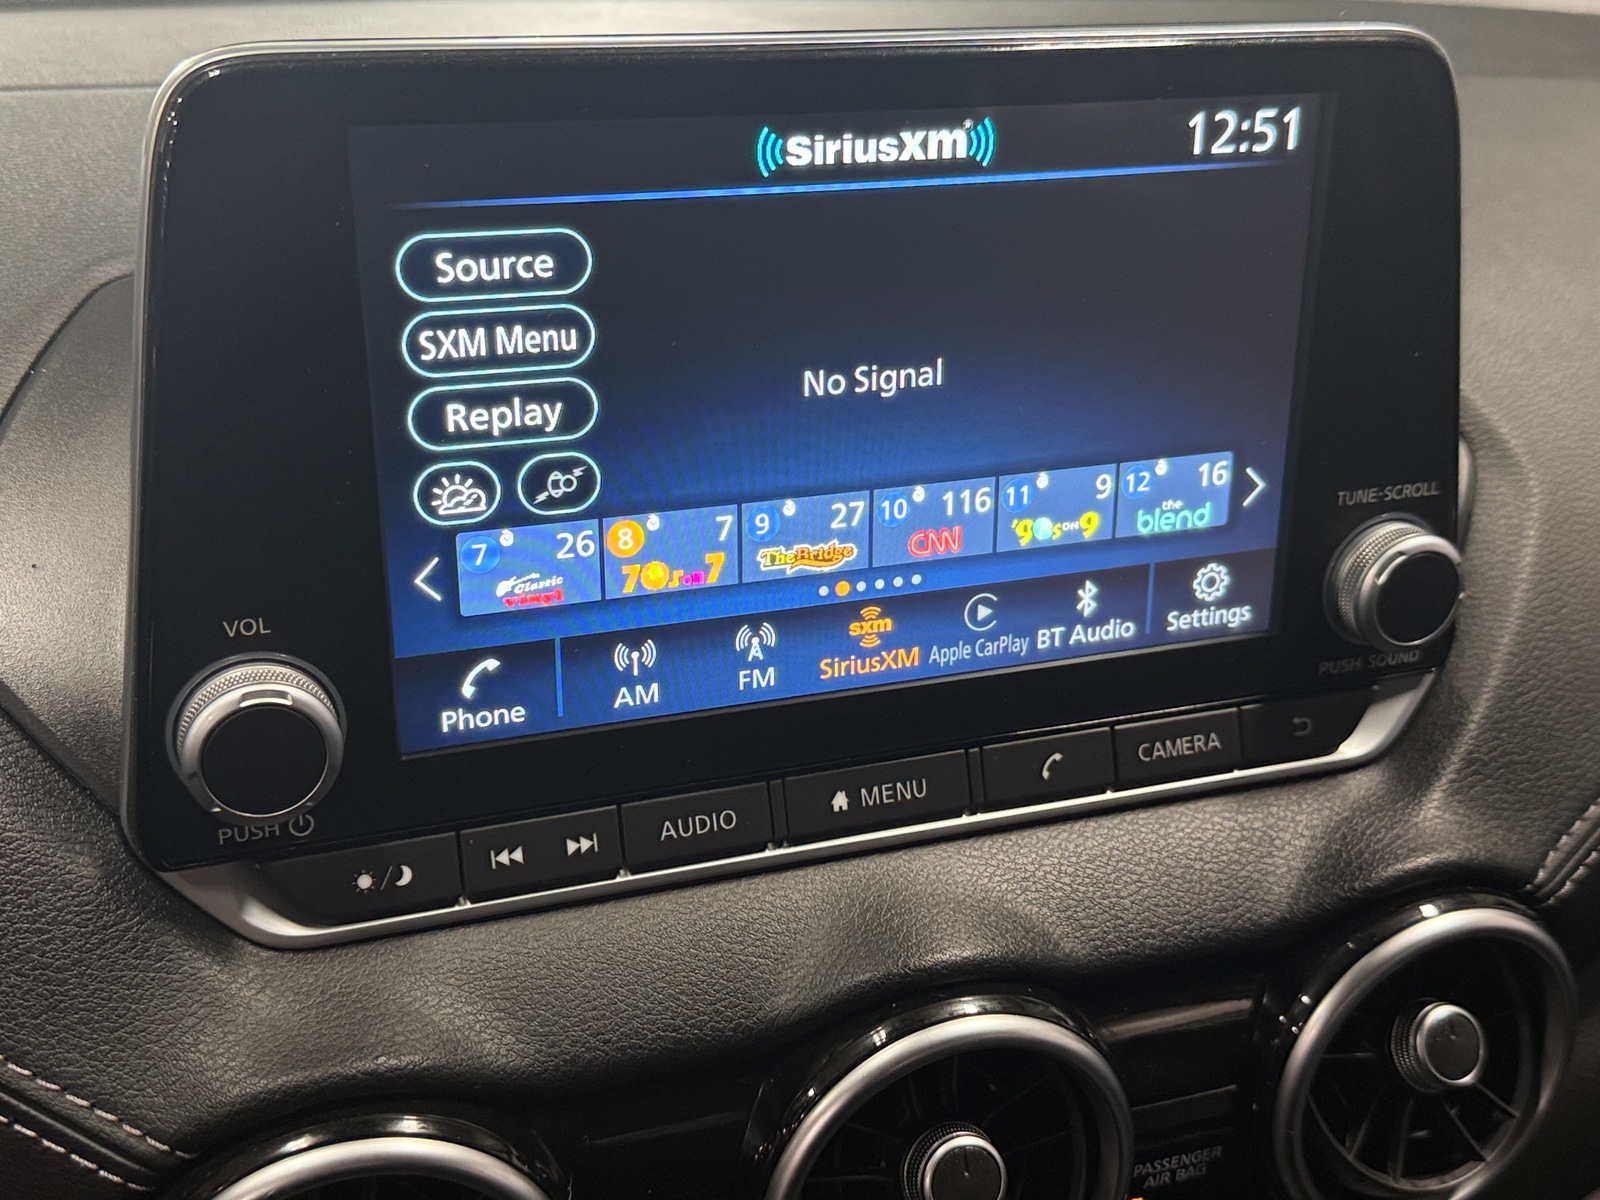 SiriusXM
12:51
Source
SXM Menu
Replay
No Signal
7 26 Classic
8 7 70s on 7
9 27 The Bridge
10 116 CNN
11 9 '90s ON 9
12 16 the blend
Phone
AM
FM
sxm
SiriusXM
Apple CarPlay
BT Audio
Settings
VOL
PUSH
TUNE·SCROLL
PUSH SOUND
AUDIO
MENU
CAMERA
PASSENGER
AIR BAG